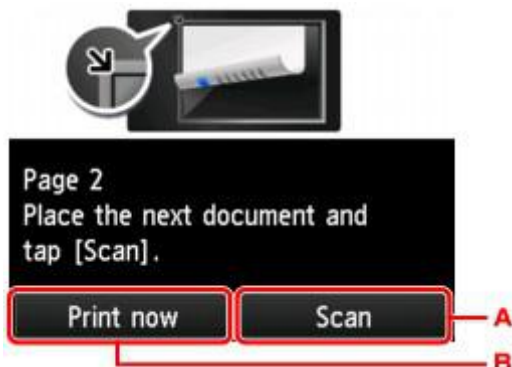 Page 2
Place the next document and
tap [Scan].
Print now
Scan
A
B